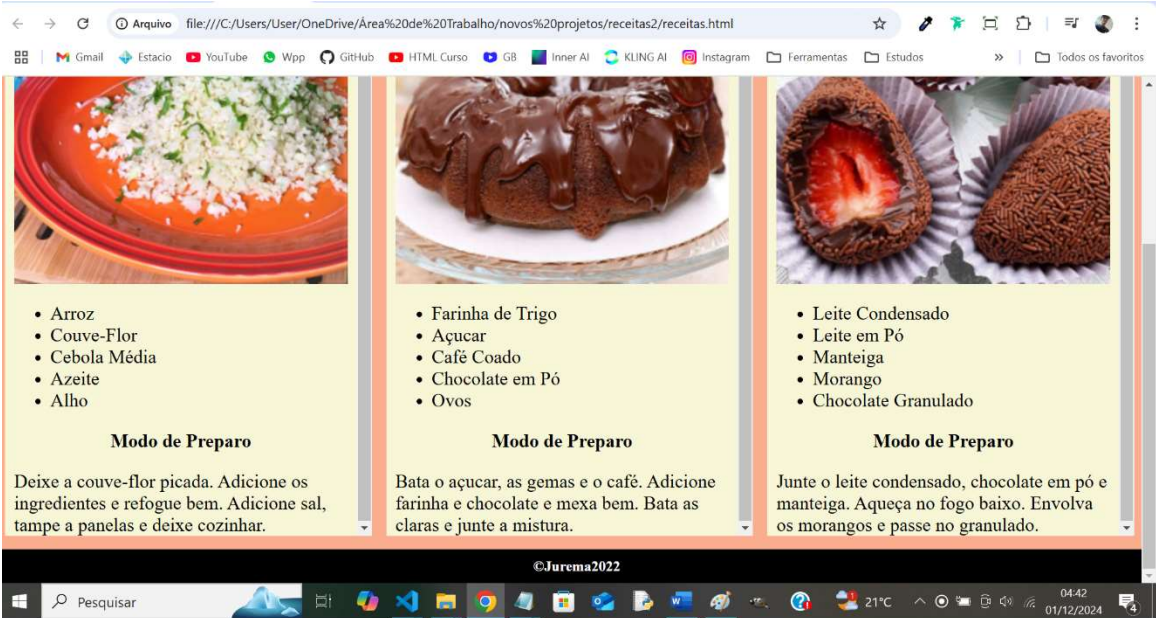 Arquivo file:///C:/Users/User/OneDrive/Área%20de%20Trabalho/novos%20projetos/receitas2/receitas.html
Gmail Estacio YouTube Wpp GitHub HTML Curso GB Inner AI KLING AI Instagram Ferramentas Estudos » Todos os favoritos
Arroz
Couve-Flor
Cebola Média
Azeite
Alho
Modo de Preparo
Deixe a couve-flor picada. Adicione os
ingredientes e refogue bem. Adicione sal,
tampe a panelas e deixe cozinhar.
Farinha de Trigo
Açucar
Café Coado
Chocolate em Pó
Ovos
Modo de Preparo
Bata o açucar, as gemas e o café. Adicione
farinha e chocolate e mexa bem. Bata as
claras e junte a mistura.
Leite Condensado
Leite em Pó
Manteiga
Morango
Chocolate Granulado
Modo de Preparo
Junte o leite condensado, chocolate em pó e
manteiga. Aqueça no fogo baixo. Envolva
os morangos e passe no granulado.
©Jurema2022
Pesquisar 21°C 04:42
01/12/2024 4